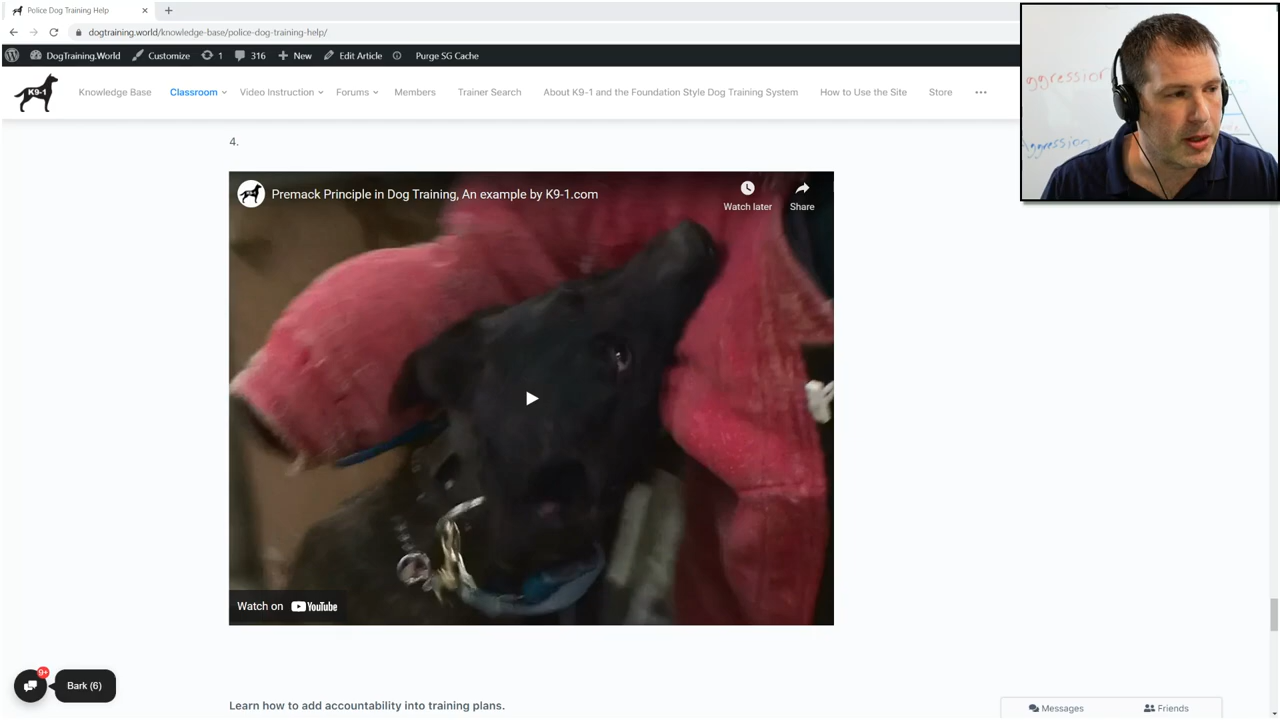 Police Dog Training Help
dogtraining.world/knowledge-base/police-dog-training-help/
DogTraining.World Customize 1 316 New Edit Article Purge SG Cache
K9-1
Knowledge Base Classroom Video Instruction Forums Members Trainer Search About K9-1 and the Foundation Style Dog Training System How to Use the Site Store
aggression
Aggression
4.
Premack Principle in Dog Training, An example by K9-1.com
Watch later Share
Watch on YouTube
9+
Bark (6)
Learn how to add accountability into training plans.
Messages Friends